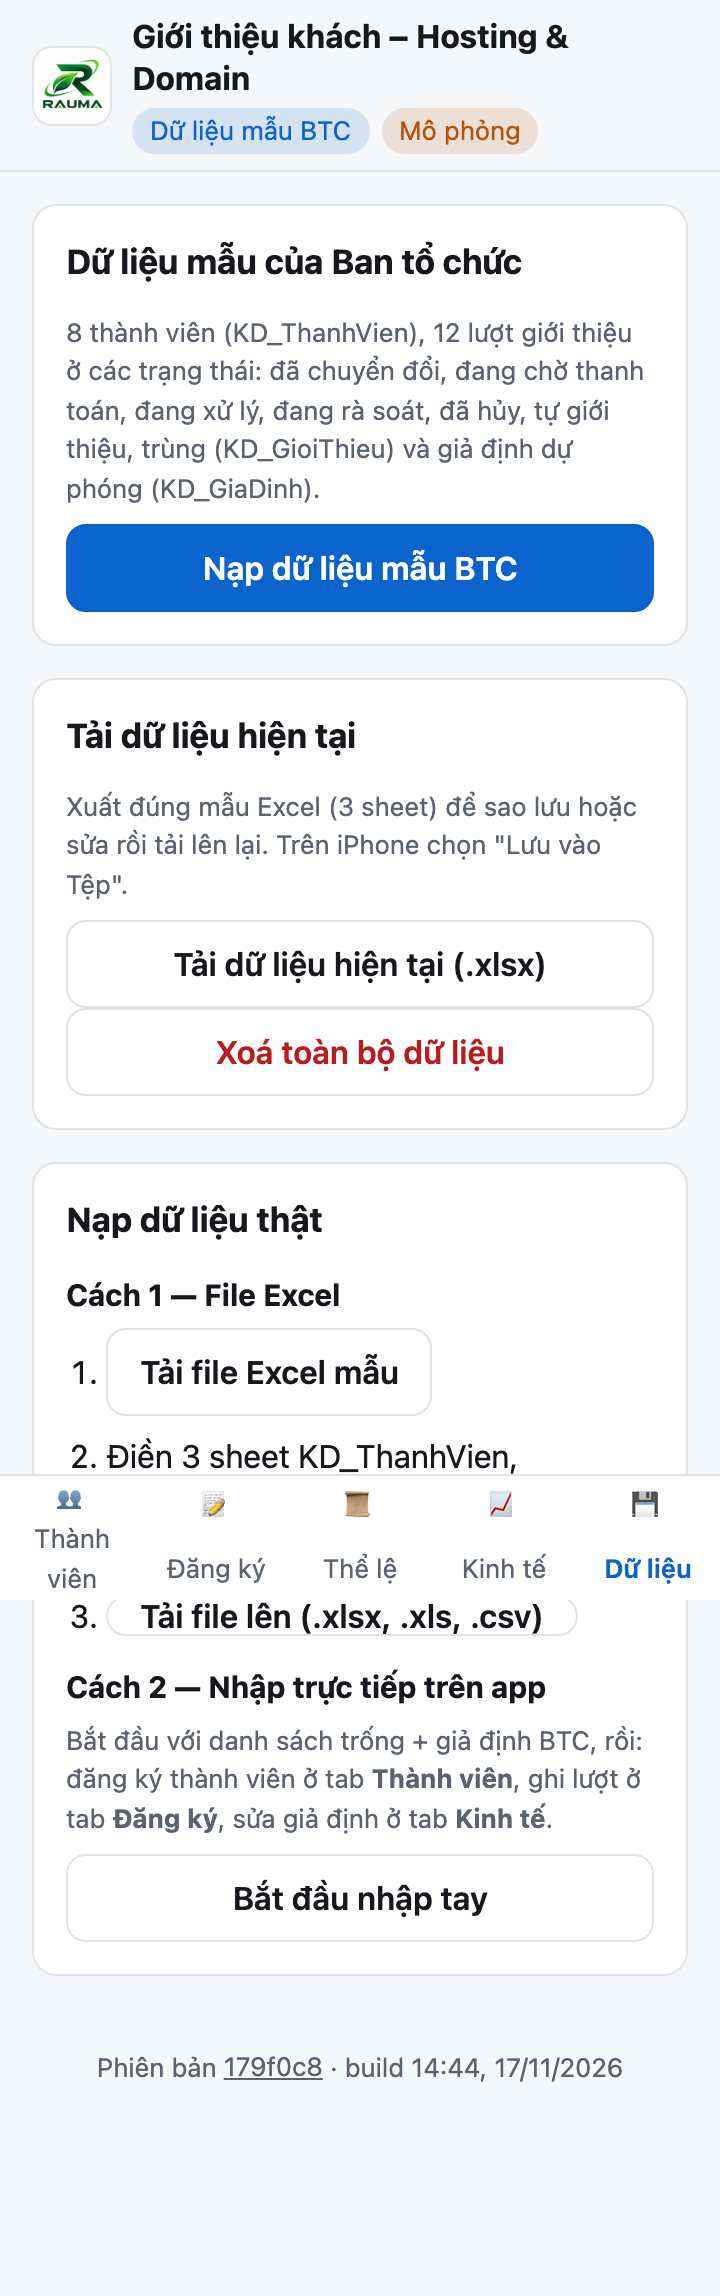 Giới thiệu khách – Hosting &
Domain
RAUMA
Dữ liệu mẫu BTC
Mô phỏng
Dữ liệu mẫu của Ban tổ chức
8 thành viên (KD_ThanhVien), 12 lượt giới thiệu
ở các trạng thái: đã chuyển đổi, đang chờ thanh
toán, đang xử lý, đang rà soát, đã hủy, tự giới
thiệu, trùng (KD_GioiThieu) và giả định dự
phóng (KD_GiaDinh).
Nạp dữ liệu mẫu BTC
Tải dữ liệu hiện tại
Xuất đúng mẫu Excel (3 sheet) để sao lưu hoặc
sửa rồi tải lên lại. Trên iPhone chọn "Lưu vào
Tệp".
Tải dữ liệu hiện tại (.xlsx)
Xoá toàn bộ dữ liệu
Nạp dữ liệu thật
Cách 1 — File Excel
1. Tải file Excel mẫu
2. Điền 3 sheet KD_ThanhVien,
Thành
viên
Đăng ký
Thể lệ
Kinh tế
Dữ liệu
3. Tải file lên (.xlsx, .xls, .csv)
Cách 2 — Nhập trực tiếp trên app
Bắt đầu với danh sách trống + giả định BTC, rồi:
đăng ký thành viên ở tab Thành viên, ghi lượt ở
tab Đăng ký, sửa giả định ở tab Kinh tế.
Bắt đầu nhập tay
Phiên bản 179f0c8 · build 14:44, 17/11/2026